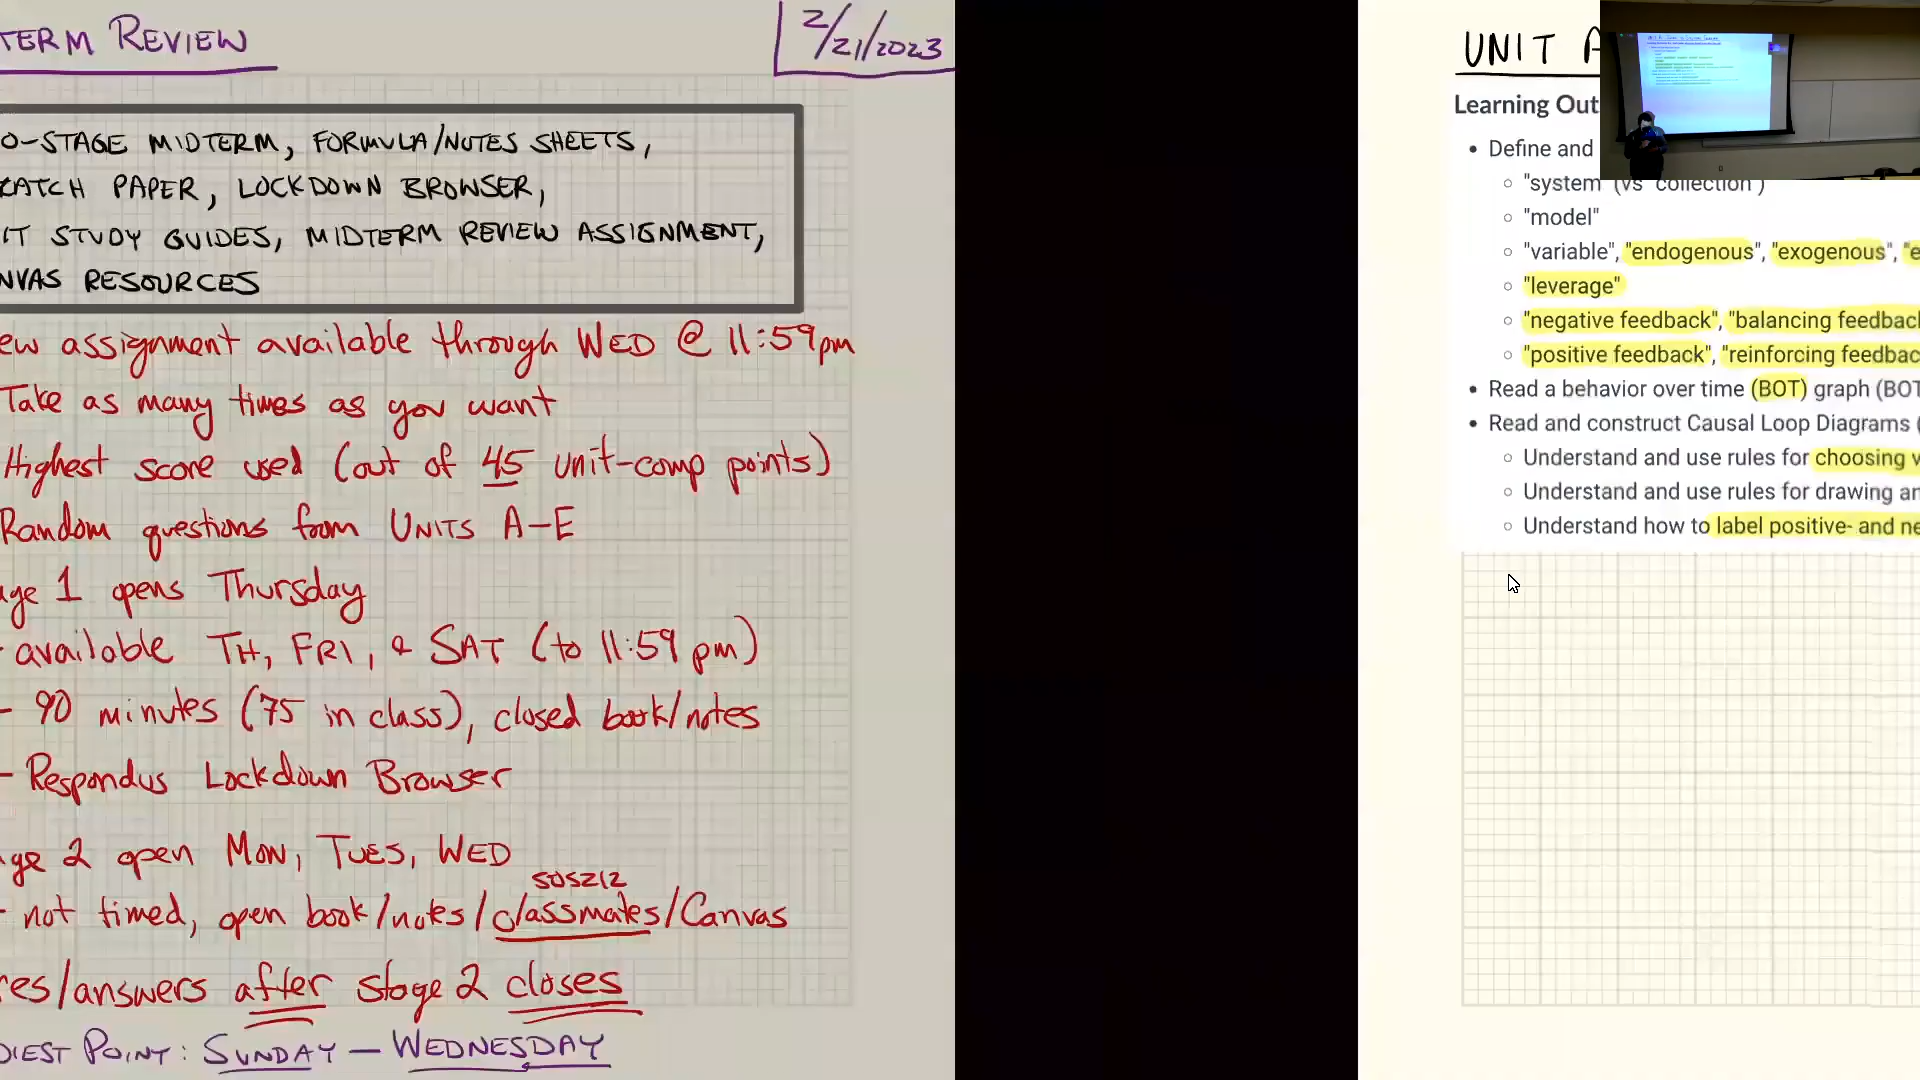 TERM REVIEW
2/21/2023
O-STAGE MIDTERM, FORMULA/NOTES SHEETS,
RATCH PAPER, LOCKDOWN BROWSER,
IT STUDY GUIDES, MIDTERM REVIEW ASSIGNMENT,
NVAS RESOURCES
ew assignment available through WED @ 11:59pm
Take as many times as you want
Highest score used (out of 45 unit-comp points)
Random questions from UNITS A-E
age 1 opens Thursday
- available TH, FRI, & SAT (to 11:59 pm)
- 90 minutes (75 in class), closed book/notes
- Respondus Lockdown Browser
age 2 open MON, TUES, WED
SOS212
- not timed, open book/notes/classmates/Canvas
res/answers after stage 2 closes
DIEST POINT: SUNDAY - WEDNESDAY
UNIT A
Learning Out
• Define and
"system" (vs "collection")
"model"
"variable", "endogenous", "exogenous", "e
"leverage"
"negative feedback", "balancing feedback
"positive feedback", "reinforcing feedbac
• Read a behavior over time (BOT) graph (BOT
• Read and construct Causal Loop Diagrams (
Understand and use rules for choosing v
Understand and use rules for drawing an
Understand how to label positive- and ne